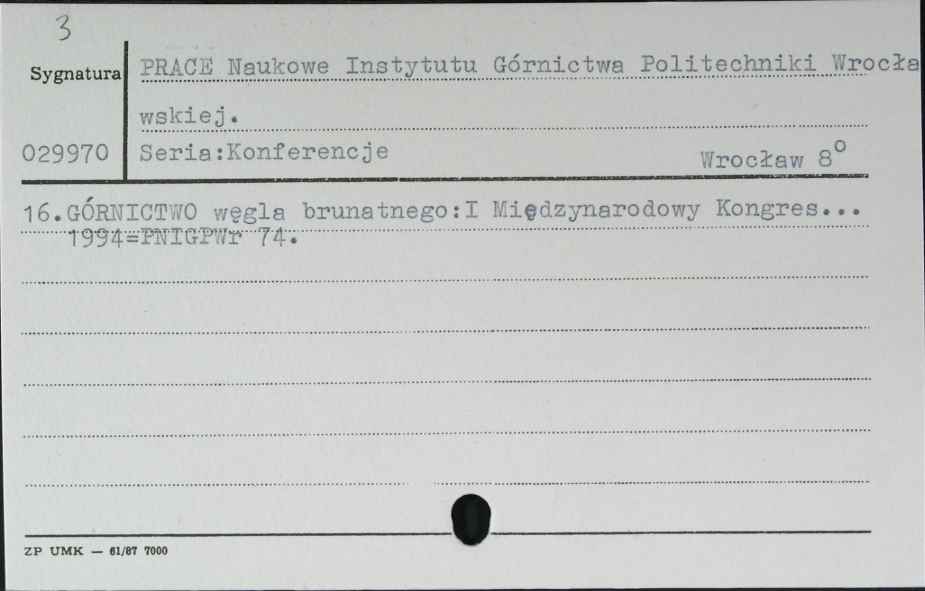 3
Sygnatura
PRACE Naukowe Instytutu Górnictwa Politechniki Wrocła
wskiej.
029970
Seria:Konferencje
Wrocław 8°
16.GÓRNICTWO węgla brunatnego:I Międzynarodowy Kongres...
1994=PNIGPWr 74.
ZP UMK — 61/87 7000